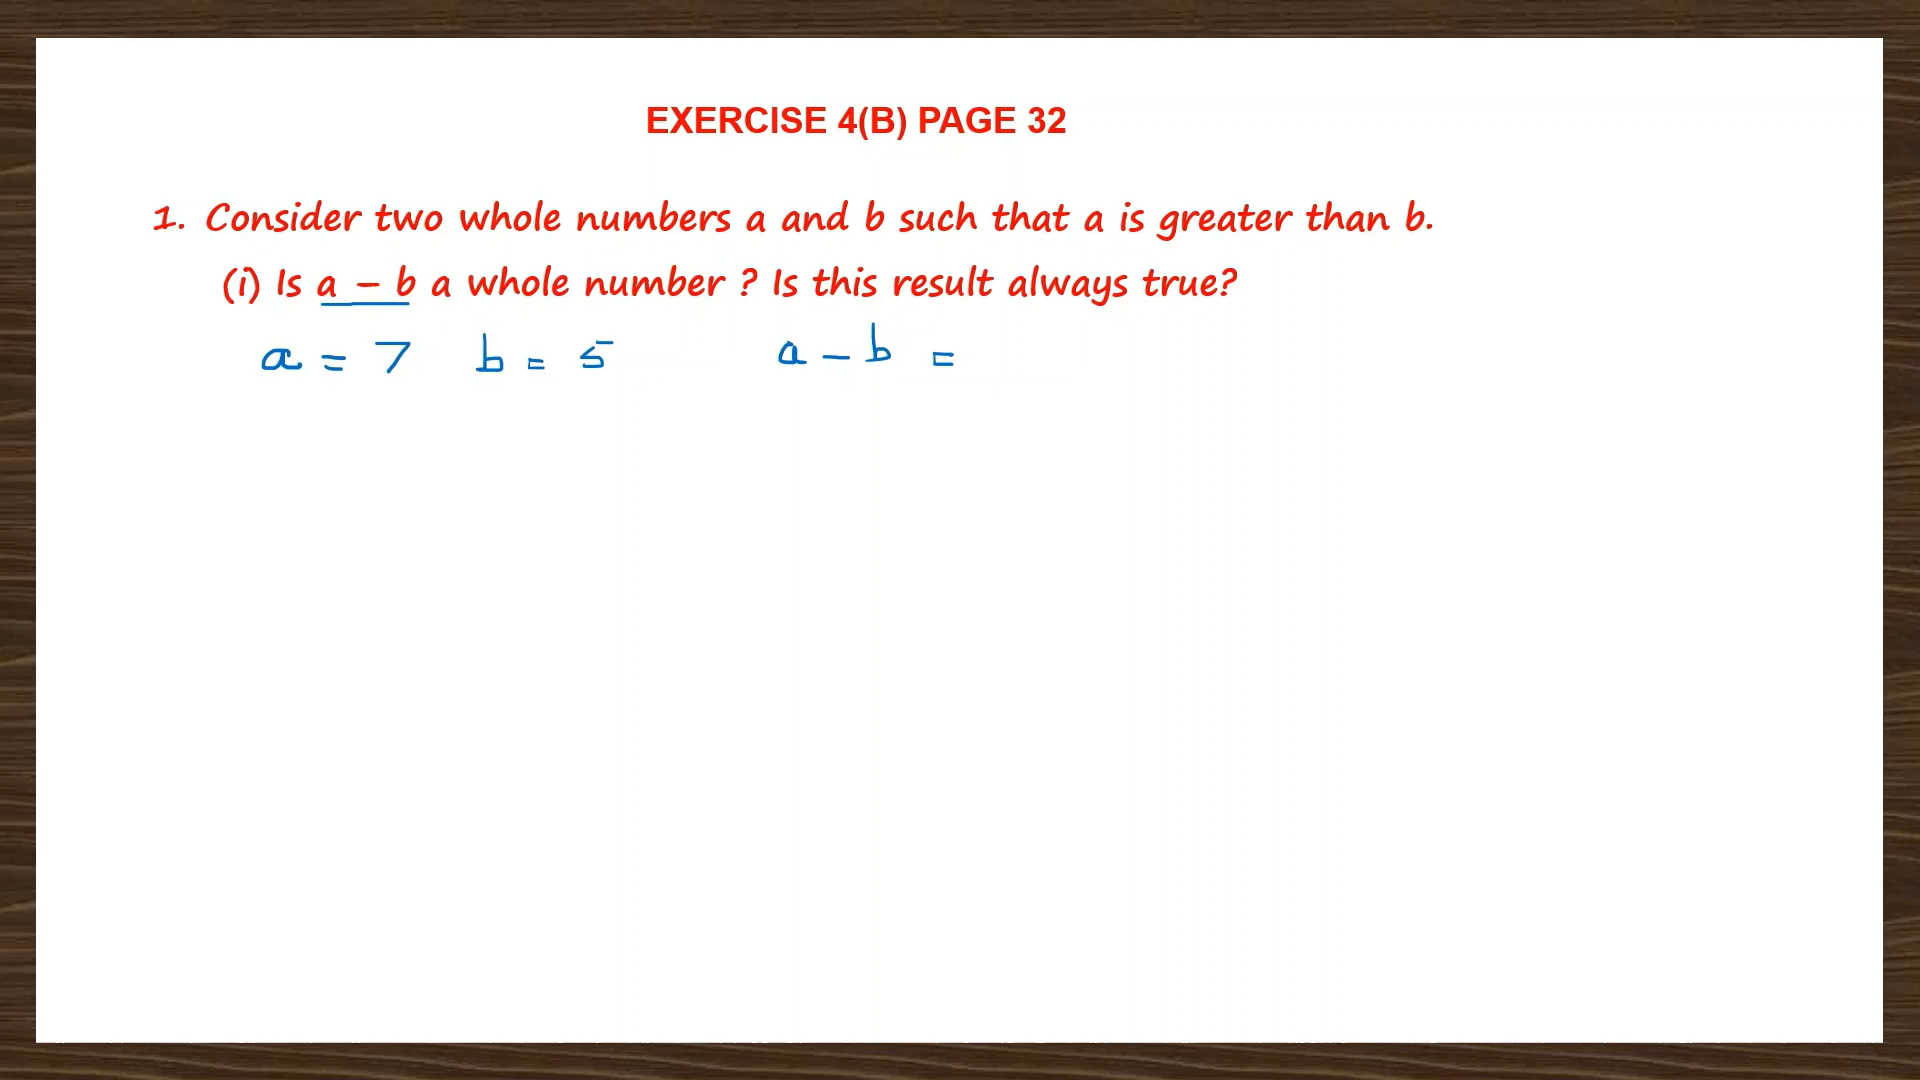 EXERCISE 4(B) PAGE 32
1. Consider two whole numbers a and b such that a is greater than b.
(i) Is a – b a whole number ? Is this result always true?
a = 7 b = 5 a – b =